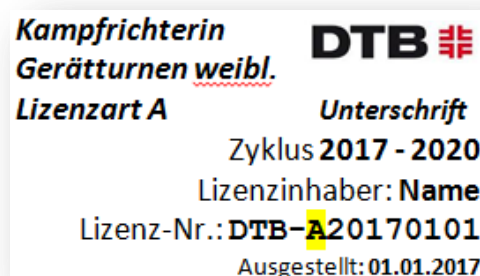 Kampfrichterin DTB
Gerätturnen weibl.
Lizenzart A Unterschrift
Zyklus 2017 - 2020
Lizenzinhaber: Name
Lizenz-Nr.: DTB-A20170101
Ausgestellt: 01.01.2017